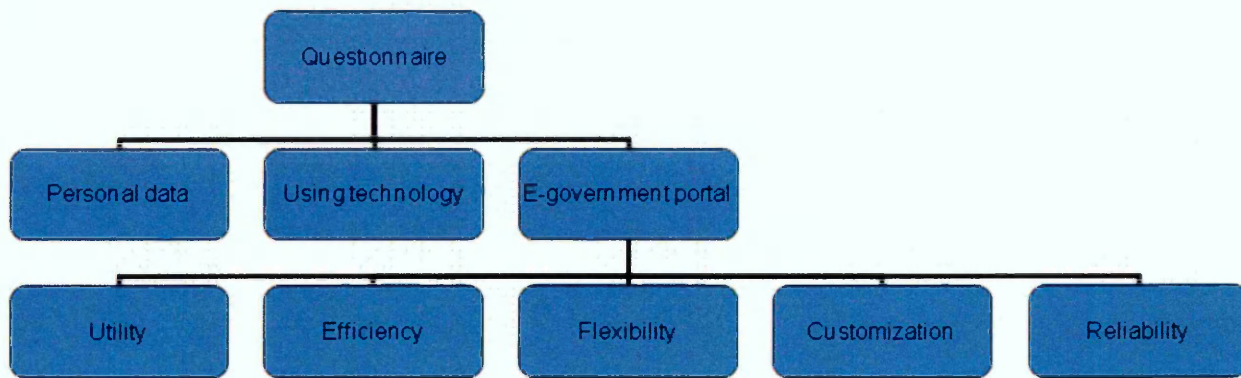 Questionnaire
Personal data
Using technology
E-government portal
Utility
Efficiency
Flexibility
Customization
Reliability